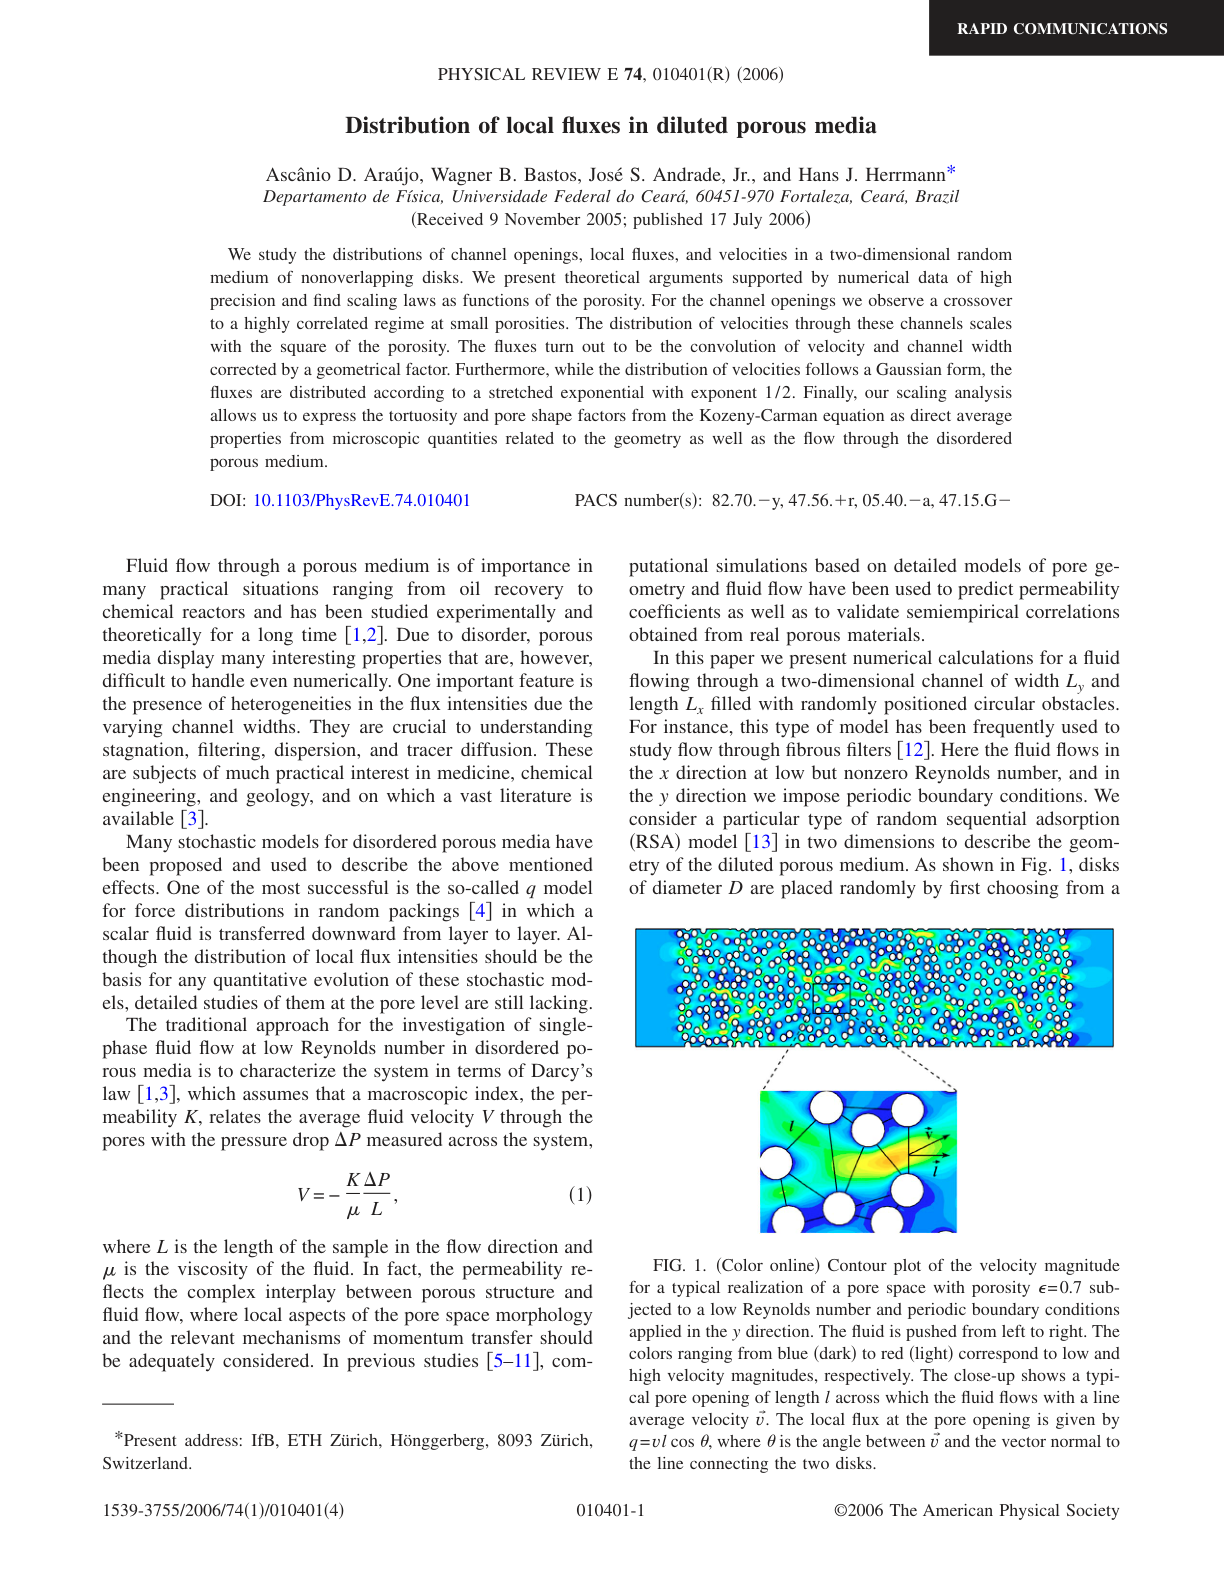 RAPID COMMUNICATIONS
PHYSICAL REVIEW E 74, 010401(R) (2006)
Distribution of local fluxes in diluted porous media
Ascânio D. Araújo, Wagner B. Bastos, José S. Andrade, Jr., and Hans J. Herrmann*
Departamento de Física, Universidade Federal do Ceará, 60451-970 Fortaleza, Ceará, Brazil
(Received 9 November 2005; published 17 July 2006)
We study the distributions of channel openings, local fluxes, and velocities in a two-dimensional random
medium of nonoverlapping disks. We present theoretical arguments supported by numerical data of high
precision and find scaling laws as functions of the porosity. For the channel openings we observe a crossover
to a highly correlated regime at small porosities. The distribution of velocities through these channels scales
with the square of the porosity. The fluxes turn out to be the convolution of velocity and channel width
corrected by a geometrical factor. Furthermore, while the distribution of velocities follows a Gaussian form, the
fluxes are distributed according to a stretched exponential with exponent 1/2. Finally, our scaling analysis
allows us to express the tortuosity and pore shape factors from the Kozeny-Carman equation as direct average
properties from microscopic quantities related to the geometry as well as the flow through the disordered
porous medium.
DOI: 10.1103/PhysRevE.74.010401 PACS number(s): 82.70.−y, 47.56.+r, 05.40.−a, 47.15.G−
Fluid flow through a porous medium is of importance in
many practical situations ranging from oil recovery to
chemical reactors and has been studied experimentally and
theoretically for a long time [1,2]. Due to disorder, porous
media display many interesting properties that are, however,
difficult to handle even numerically. One important feature is
the presence of heterogeneities in the flux intensities due the
varying channel widths. They are crucial to understanding
stagnation, filtering, dispersion, and tracer diffusion. These
are subjects of much practical interest in medicine, chemical
engineering, and geology, and on which a vast literature is
available [3].
Many stochastic models for disordered porous media have
been proposed and used to describe the above mentioned
effects. One of the most successful is the so-called q model
for force distributions in random packings [4] in which a
scalar fluid is transferred downward from layer to layer. Al-
though the distribution of local flux intensities should be the
basis for any quantitative evolution of these stochastic mod-
els, detailed studies of them at the pore level are still lacking.
The traditional approach for the investigation of single-
phase fluid flow at low Reynolds number in disordered po-
rous media is to characterize the system in terms of Darcy's
law [1,3], which assumes that a macroscopic index, the per-
meability K, relates the average fluid velocity V through the
pores with the pressure drop ΔP measured across the system,
V = − K/μ ΔP/L, (1)
where L is the length of the sample in the flow direction and
μ is the viscosity of the fluid. In fact, the permeability re-
flects the complex interplay between porous structure and
fluid flow, where local aspects of the pore space morphology
and the relevant mechanisms of momentum transfer should
be adequately considered. In previous studies [5–11], com-
*Present address: IfB, ETH Zürich, Hönggerberg, 8093 Zürich,
Switzerland.
putational simulations based on detailed models of pore ge-
ometry and fluid flow have been used to predict permeability
coefficients as well as to validate semiempirical correlations
obtained from real porous materials.
In this paper we present numerical calculations for a fluid
flowing through a two-dimensional channel of width Ly and
length Lx filled with randomly positioned circular obstacles.
For instance, this type of model has been frequently used to
study flow through fibrous filters [12]. Here the fluid flows in
the x direction at low but nonzero Reynolds number, and in
the y direction we impose periodic boundary conditions. We
consider a particular type of random sequential adsorption
(RSA) model [13] in two dimensions to describe the geom-
etry of the diluted porous medium. As shown in Fig. 1, disks
of diameter D are placed randomly by first choosing from a
l
v⃗
l⃗
FIG. 1. (Color online) Contour plot of the velocity magnitude
for a typical realization of a pore space with porosity ϵ=0.7 sub-
jected to a low Reynolds number and periodic boundary conditions
applied in the y direction. The fluid is pushed from left to right. The
colors ranging from blue (dark) to red (light) correspond to low and
high velocity magnitudes, respectively. The close-up shows a typi-
cal pore opening of length l across which the fluid flows with a line
average velocity v⃗. The local flux at the pore opening is given by
q=vl cos θ, where θ is the angle between v⃗ and the vector normal to
the line connecting the two disks.
1539-3755/2006/74(1)/010401(4) 010401-1 ©2006 The American Physical Society